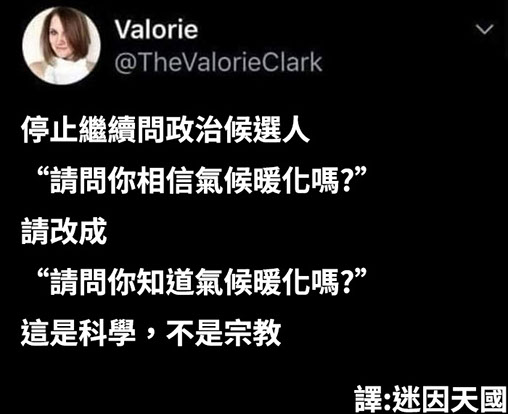 Valorie
@TheValorieClark
停止繼續問政治候選人
“請問你相信氣候暖化嗎?”
請改成
“請問你知道氣候暖化嗎?”
這是科學，不是宗教
譯:迷因天國